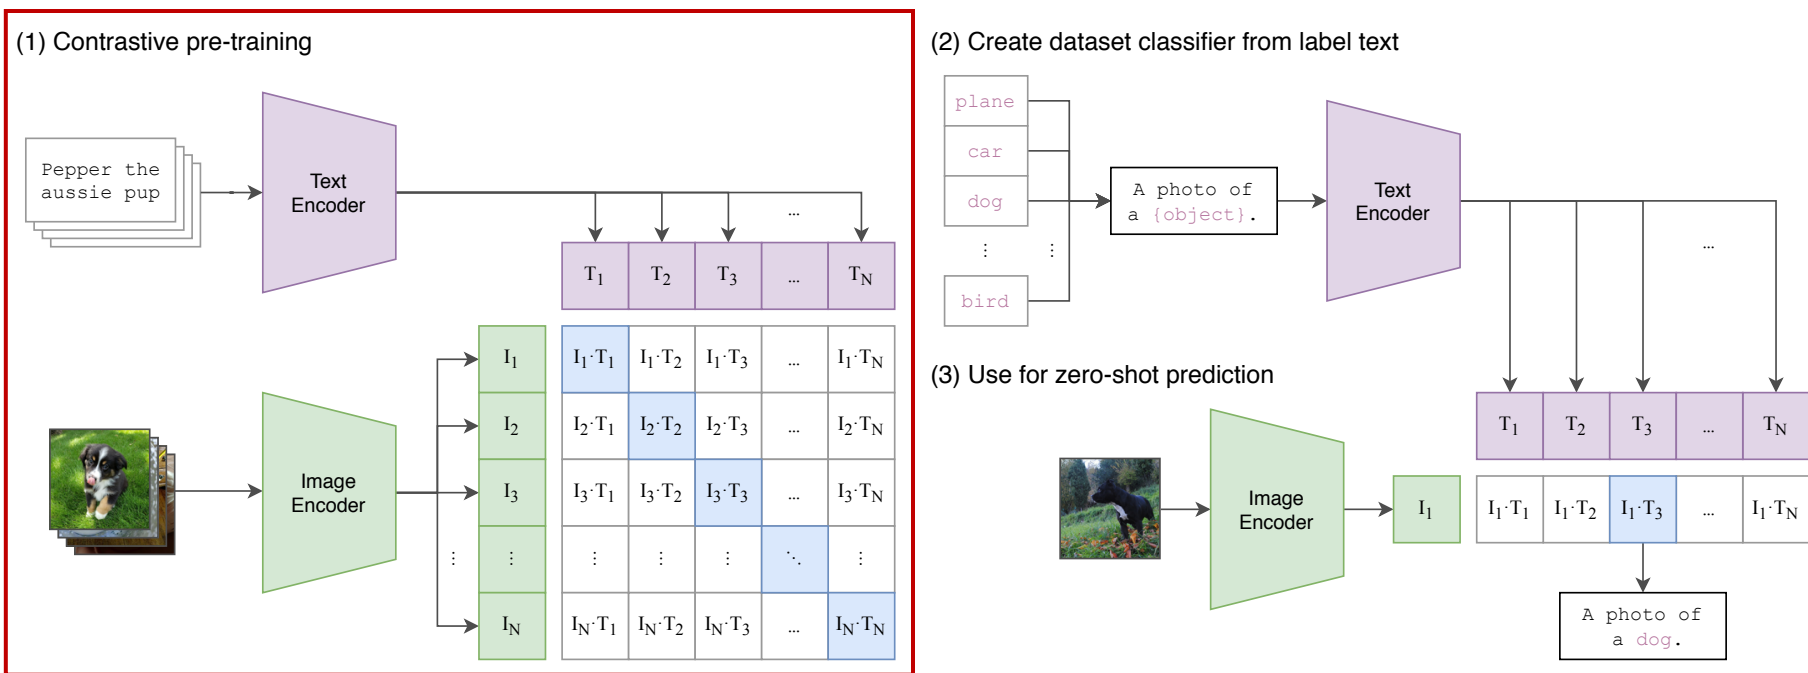 (1) Contrastive pre-training
Pepper the
aussie pup
Text
Encoder
...
T1 T2 T3 ... TN
Image
Encoder
⋮
I1 I1·T1 I1·T2 I1·T3 ... I1·TN
I2 I2·T1 I2·T2 I2·T3 ... I2·TN
I3 I3·T1 I3·T2 I3·T3 ... I3·TN
⋮ ⋮ ⋮ ⋮ ⋱ ⋮
IN IN·T1 IN·T2 IN·T3 ... IN·TN
(2) Create dataset classifier from label text
plane
car
dog
⋮ ⋮
bird
A photo of
a {object}.
Text
Encoder
...
(3) Use for zero-shot prediction
T1 T2 T3 ... TN
Image
Encoder
I1 I1·T1 I1·T2 I1·T3 ... I1·TN
A photo of
a dog.